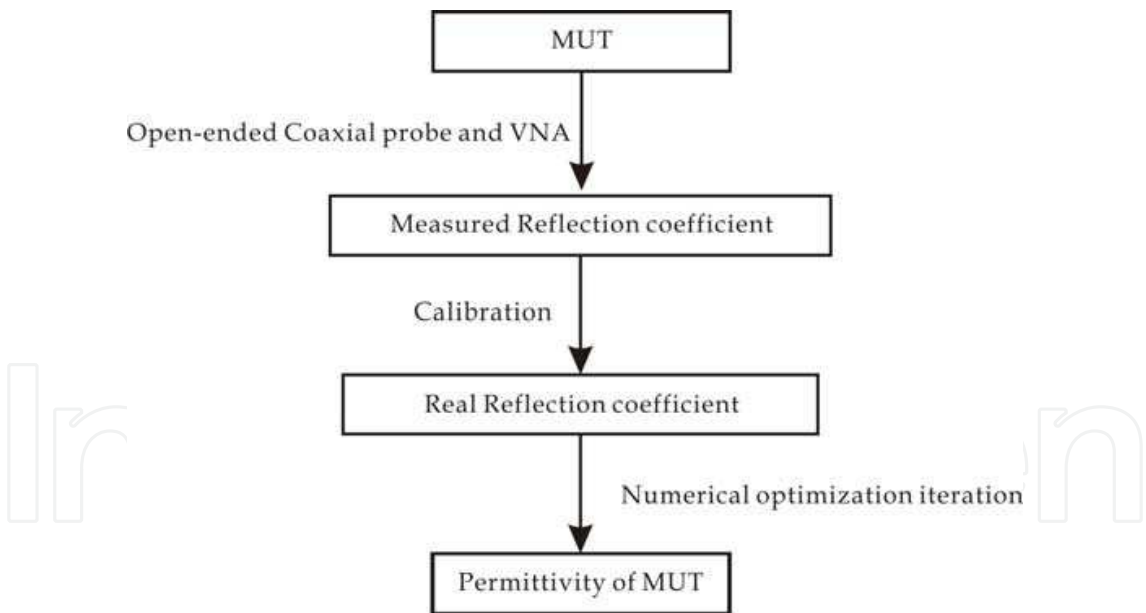 MUT
Open-ended Coaxial probe and VNA
Measured Reflection coefficient
Calibration
Real Reflection coefficient
Numerical optimization iteration
Permittivity of MUT